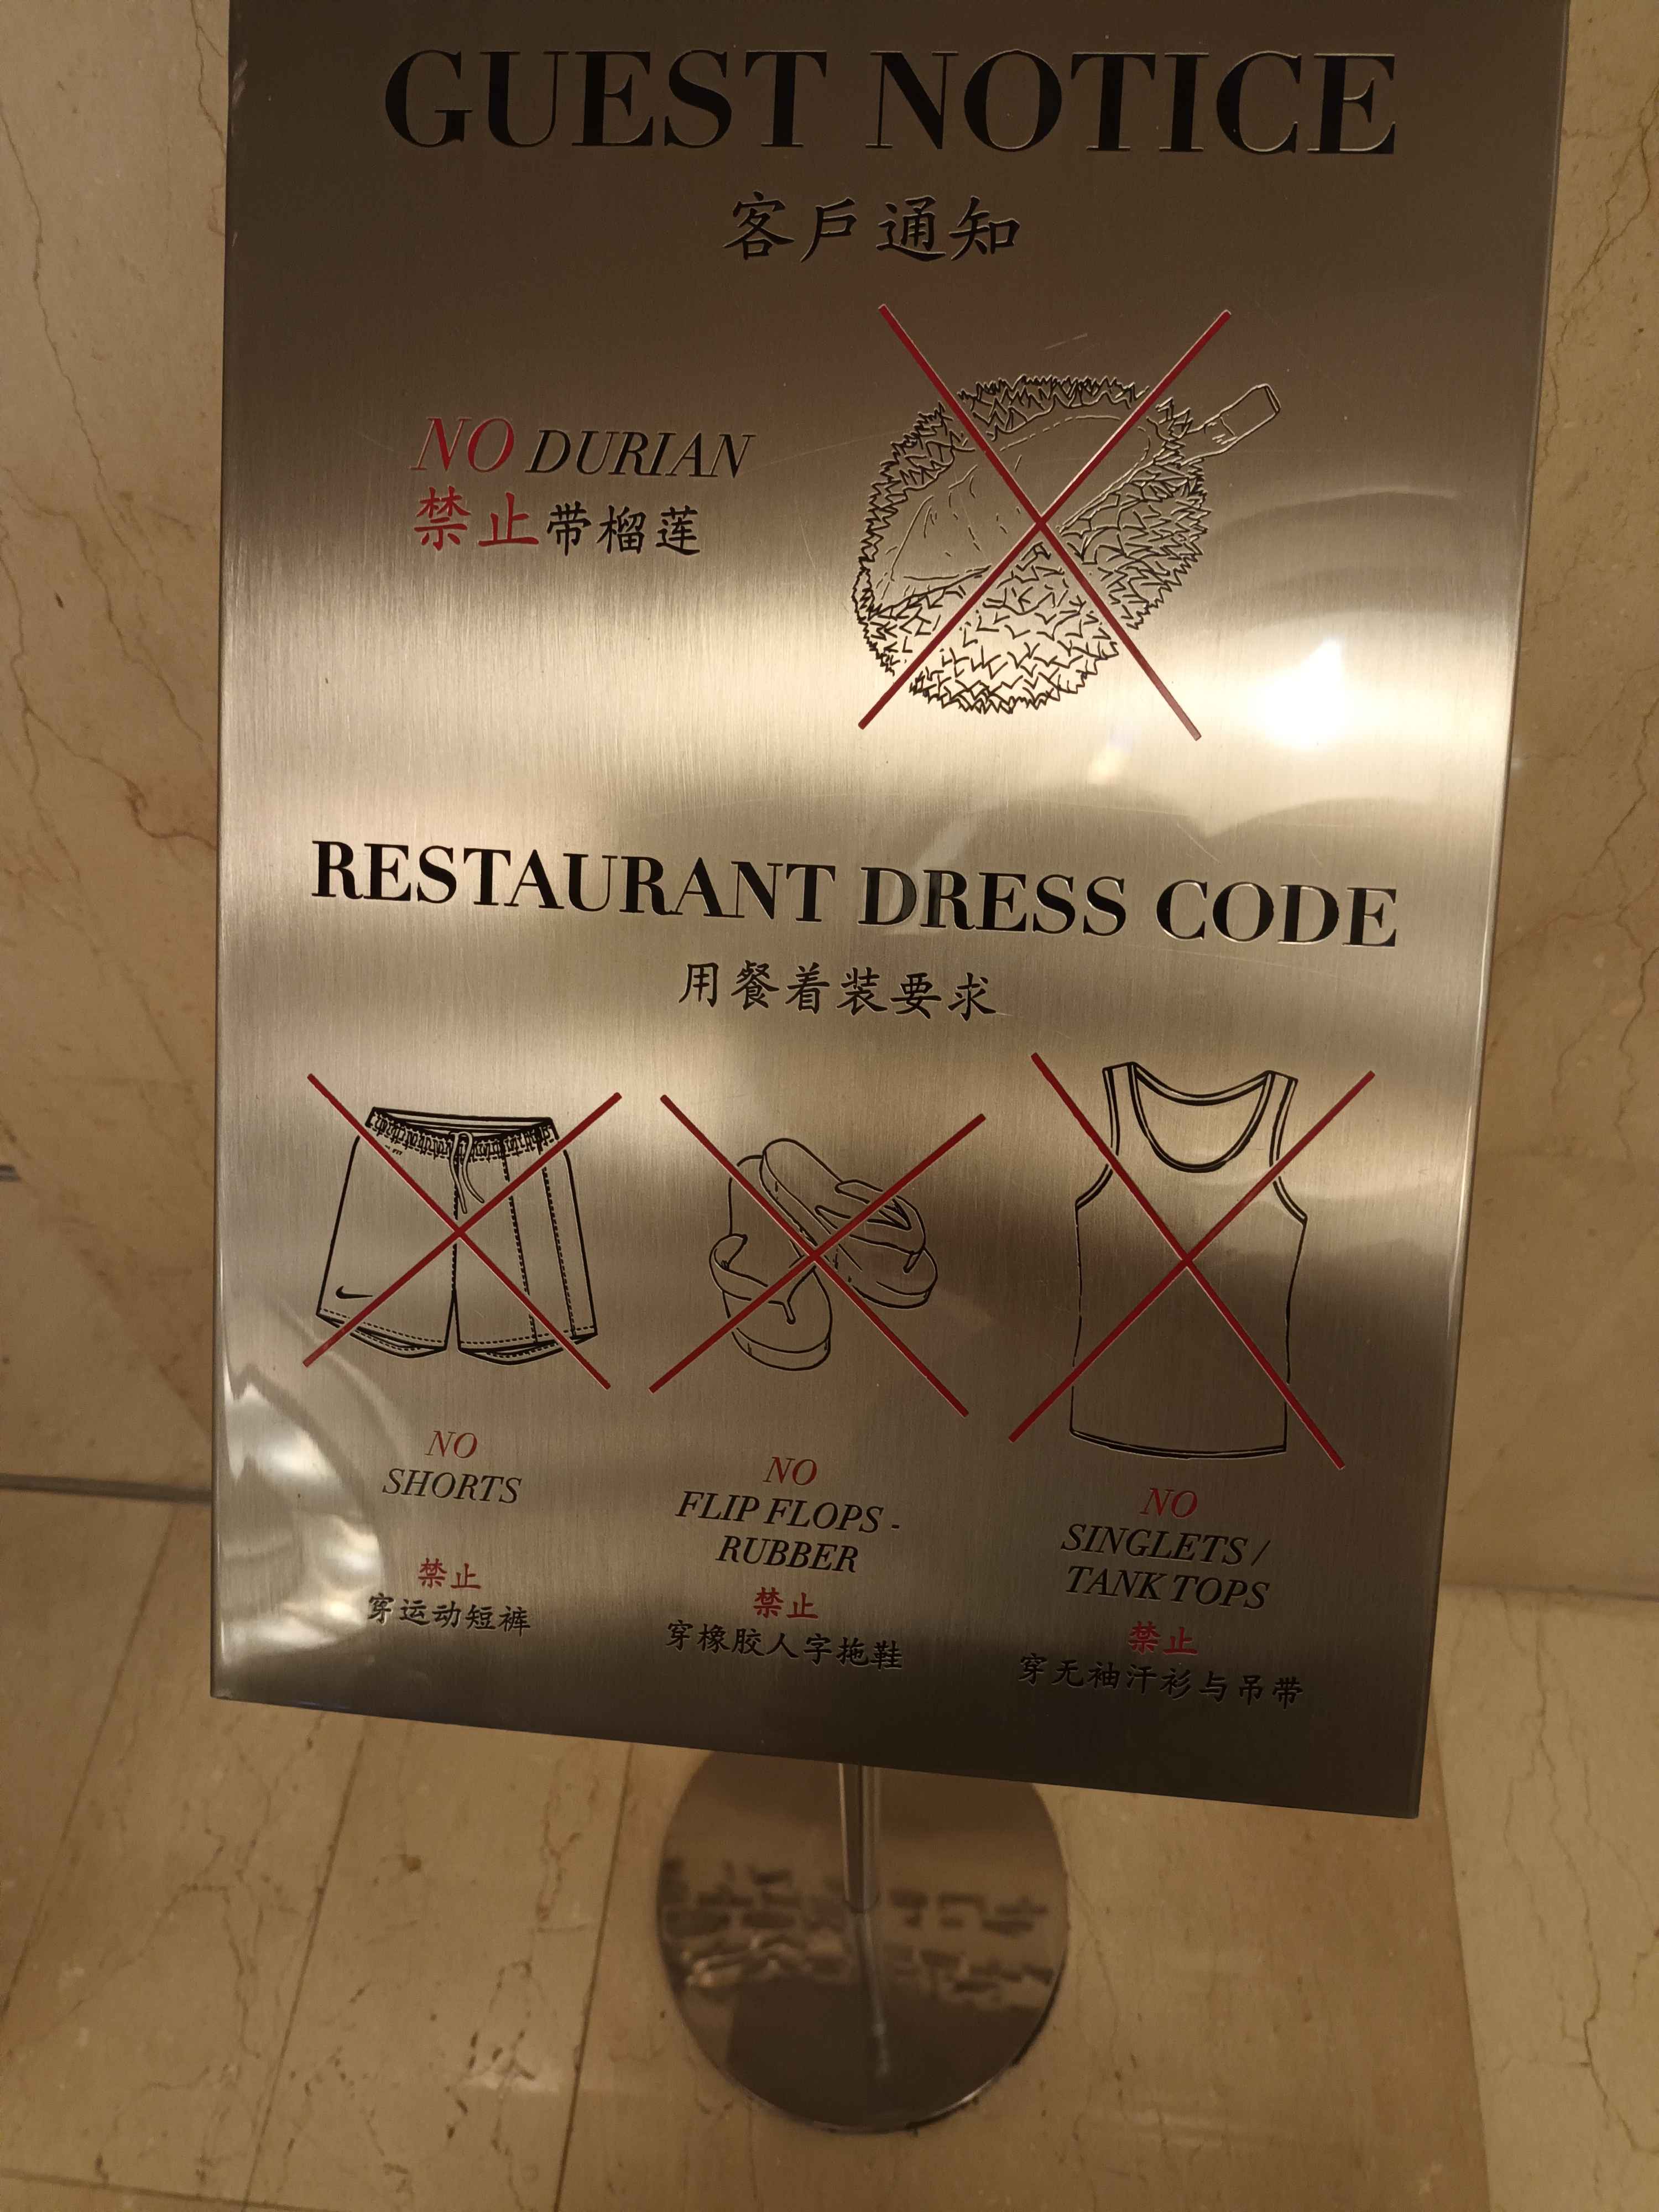 GUEST NOTICE
客戶通知
NO DURIAN
禁止带榴莲
RESTAURANT DRESS CODE
用餐着装要求
NO
SHORTS
禁止
穿运动短裤
NO
FLIP FLOPS -
RUBBER
禁止
穿橡胶人字拖鞋
NO
SINGLETS /
TANK TOPS
禁止
穿无袖汗衫与吊带